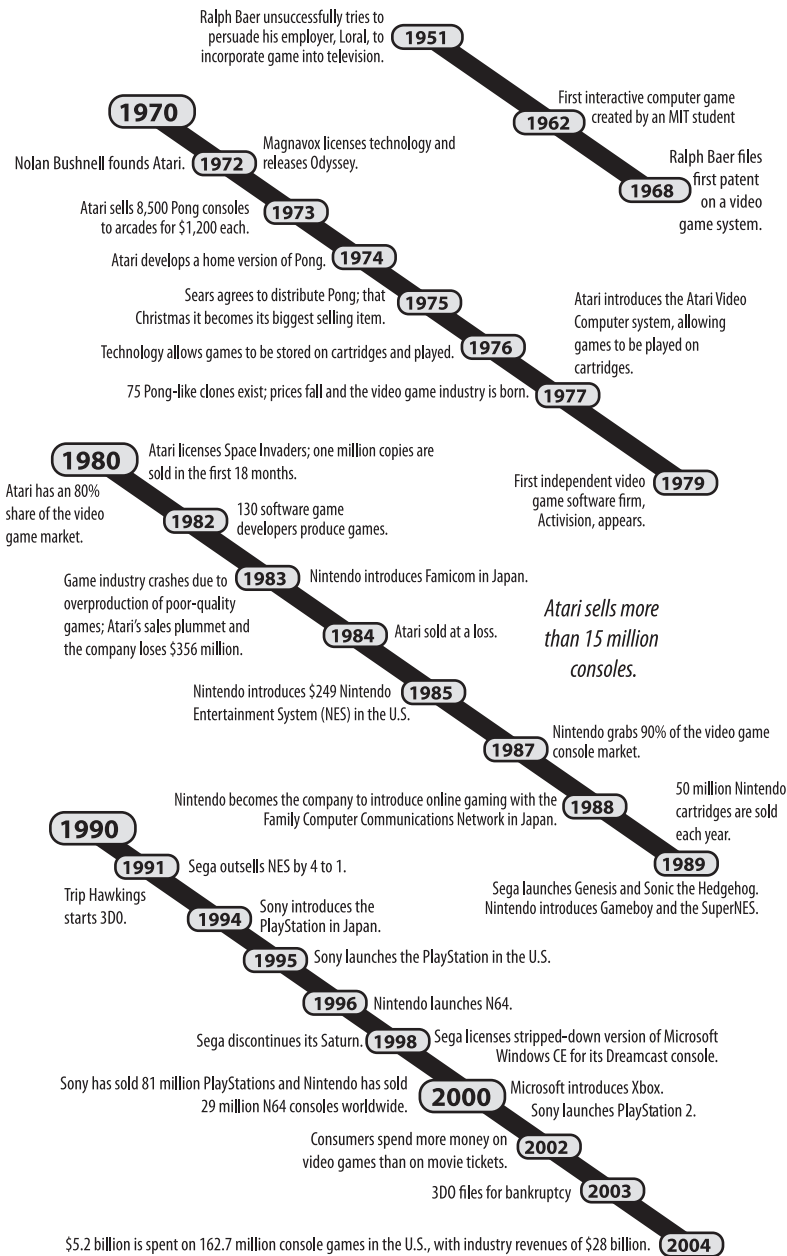 Ralph Baer unsuccessfully tries to
persuade his employer, Loral, to
incorporate game into television.
1951
First interactive computer game
created by an MIT student
1962
Ralph Baer files
first patent
on a video
game system.
1968
1970
Nolan Bushnell founds Atari.
1972
Magnavox licenses technology and
releases Odyssey.
Atari sells 8,500 Pong consoles
to arcades for $1,200 each.
1973
Atari develops a home version of Pong.
1974
Sears agrees to distribute Pong; that
Christmas it becomes its biggest selling item.
1975
Technology allows games to be stored on cartridges and played.
1976
Atari introduces the Atari Video
Computer system, allowing
games to be played on
cartridges.
75 Pong-like clones exist; prices fall and the video game industry is born.
1977
First independent video
game software firm,
Activision, appears.
1979
1980
Atari licenses Space Invaders; one million copies are
sold in the first 18 months.
Atari has an 80%
share of the video
game market.
1982
130 software game
developers produce games.
Game industry crashes due to
overproduction of poor-quality
games; Atari's sales plummet and
the company loses $356 million.
1983
Nintendo introduces Famicom in Japan.
1984
Atari sold at a loss.
Atari sells more
than 15 million
consoles.
Nintendo introduces $249 Nintendo
Entertainment System (NES) in the U.S.
1985
1987
Nintendo grabs 90% of the video game
console market.
Nintendo becomes the company to introduce online gaming with the
Family Computer Communications Network in Japan.
1988
50 million Nintendo
cartridges are sold
each year.
1989
Sega launches Genesis and Sonic the Hedgehog.
Nintendo introduces Gameboy and the SuperNES.
1990
1991
Sega outsells NES by 4 to 1.
Trip Hawkings
starts 3D0.
1994
Sony introduces the
PlayStation in Japan.
1995
Sony launches the PlayStation in the U.S.
1996
Nintendo launches N64.
Sega discontinues its Saturn.
1998
Sega licenses stripped-down version of Microsoft
Windows CE for its Dreamcast console.
Sony has sold 81 million PlayStations and Nintendo has sold
29 million N64 consoles worldwide.
2000
Microsoft introduces Xbox.
Sony launches PlayStation 2.
Consumers spend more money on
video games than on movie tickets.
2002
3DO files for bankruptcy
2003
$5.2 billion is spent on 162.7 million console games in the U.S., with industry revenues of $28 billion.
2004